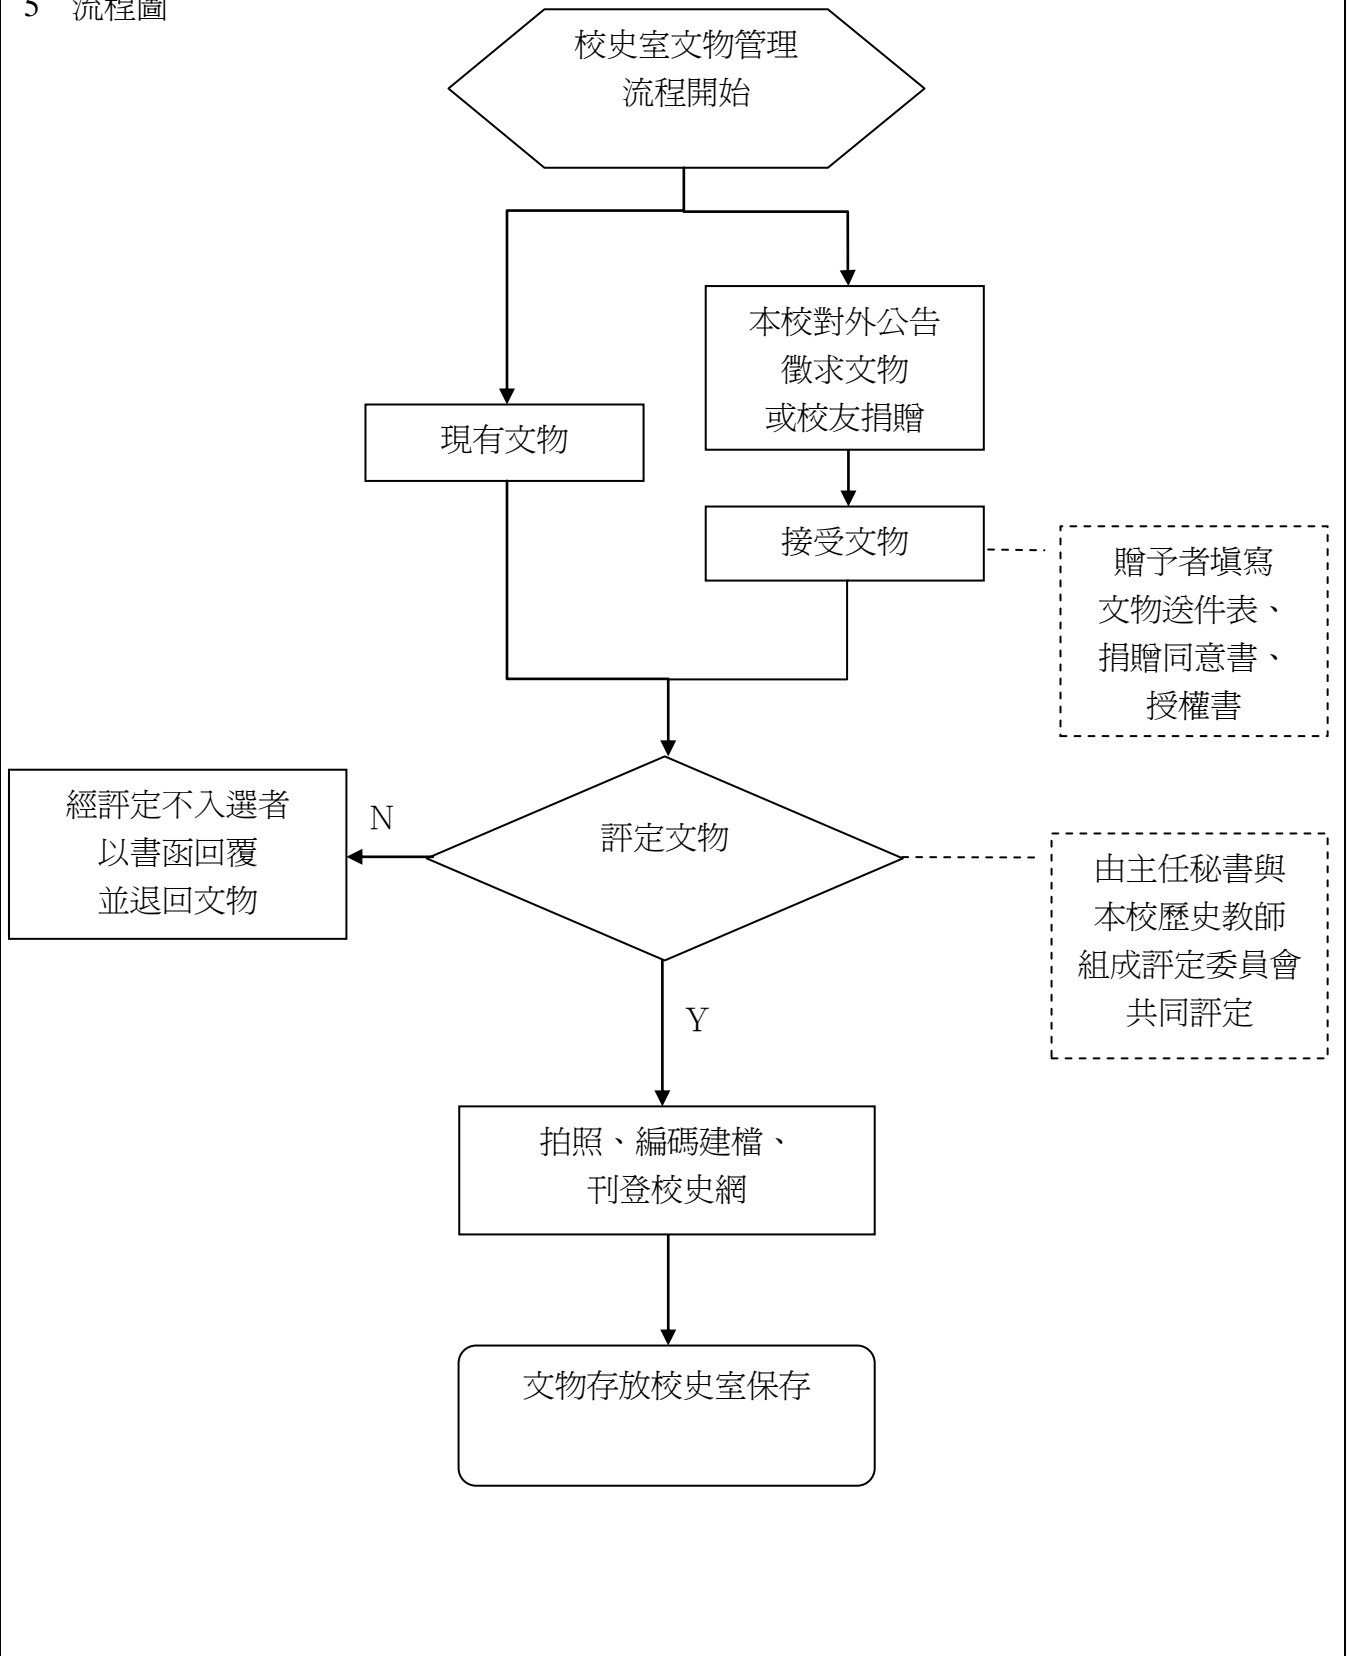 5 流程圖
校史室文物管理
流程開始
本校對外公告
徵求文物
或校友捐贈
現有文物
接受文物
贈予者填寫
文物送件表、
捐贈同意書、
授權書
經評定不入選者
以書函回覆
並退回文物
N
評定文物
由主任秘書與
本校歷史教師
組成評定委員會
共同評定
Y
拍照、編碼建檔、
刊登校史網
文物存放校史室保存